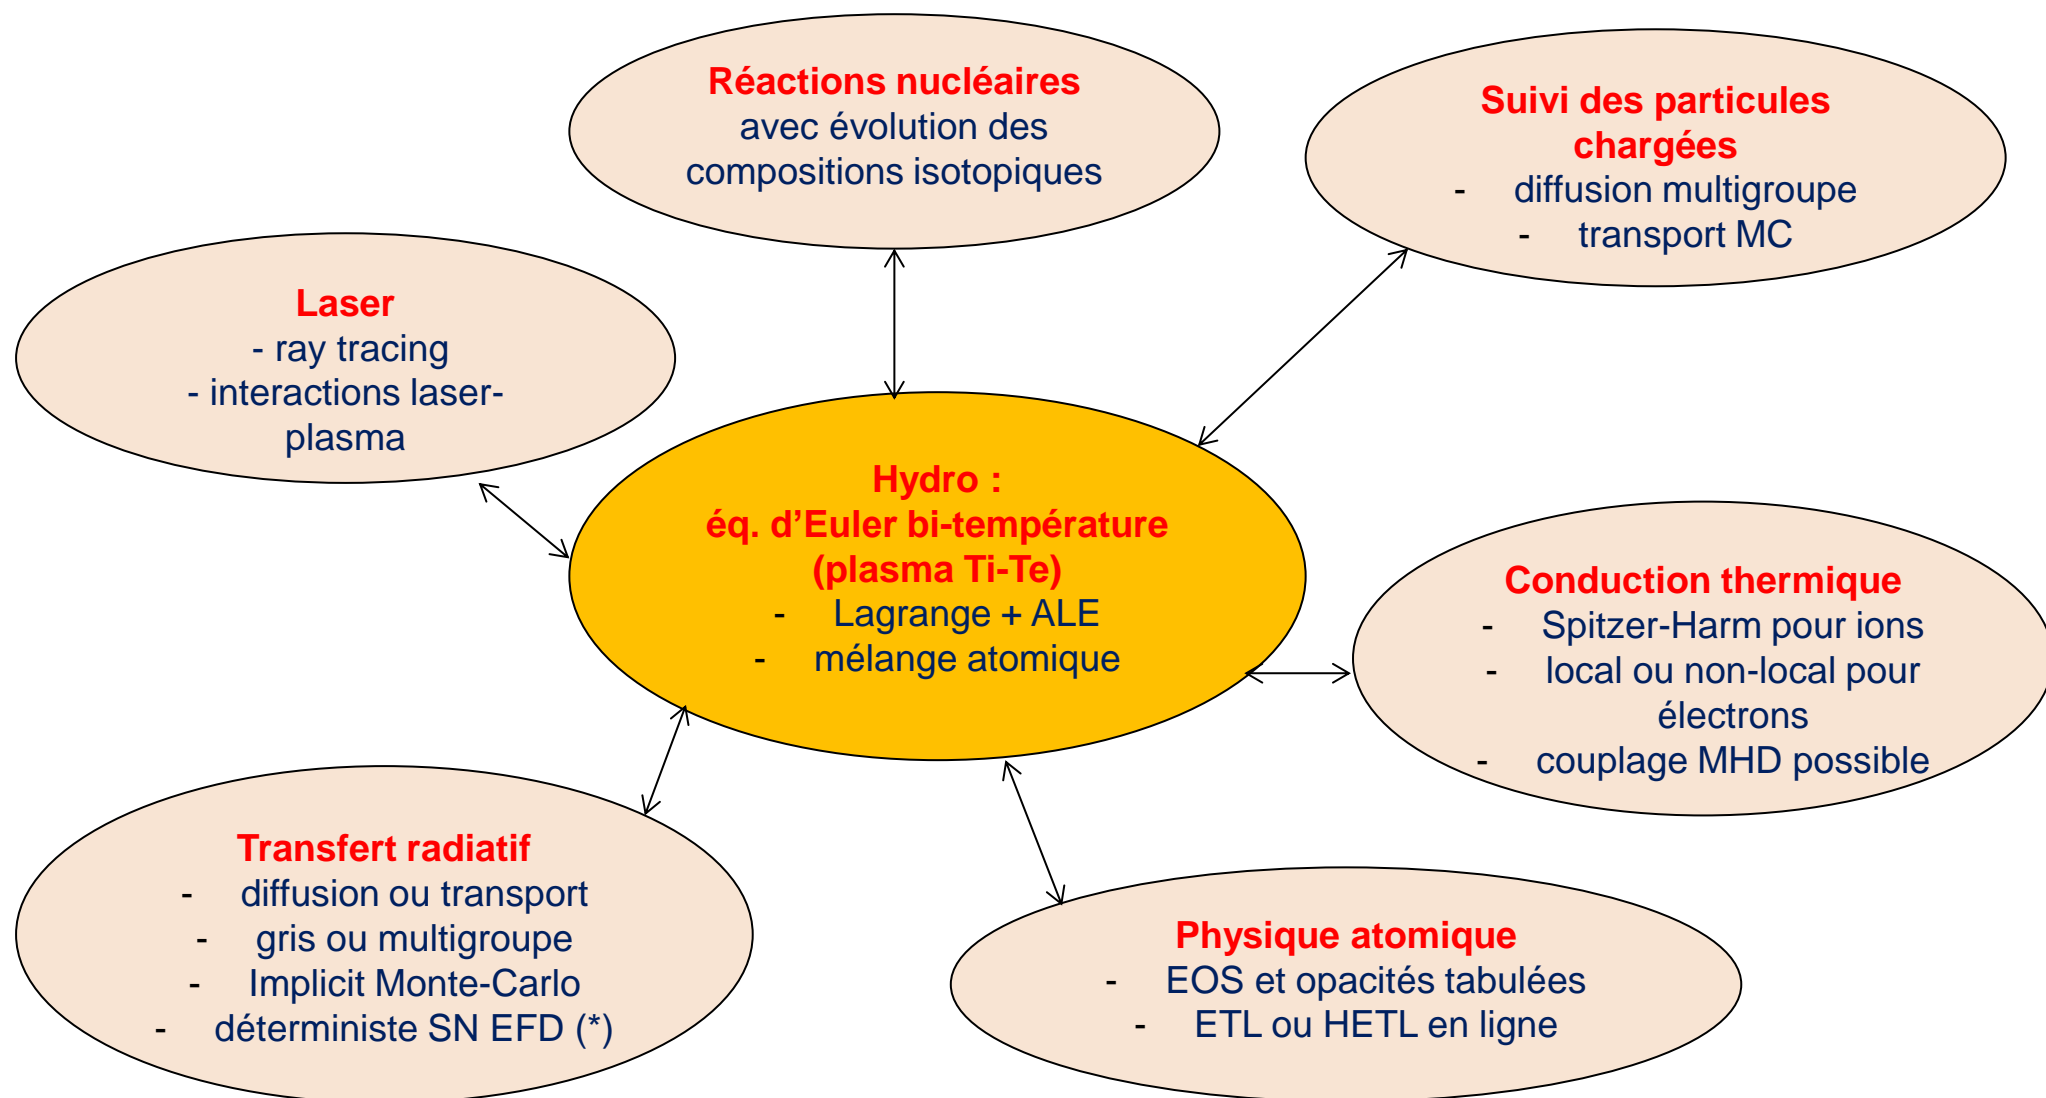 Réactions nucléaires
avec évolution des
compositions isotopiques
Suivi des particules
chargées
- diffusion multigroupe
- transport MC
Laser
- ray tracing
- interactions laser-
plasma
Hydro :
éq. d’Euler bi-température
(plasma Ti-Te)
- Lagrange + ALE
- mélange atomique
Conduction thermique
- Spitzer-Harm pour ions
- local ou non-local pour
électrons
- couplage MHD possible
Transfert radiatif
- diffusion ou transport
- gris ou multigroupe
- Implicit Monte-Carlo
- déterministe SN EFD (*)
Physique atomique
- EOS et opacités tabulées
- ETL ou HETL en ligne